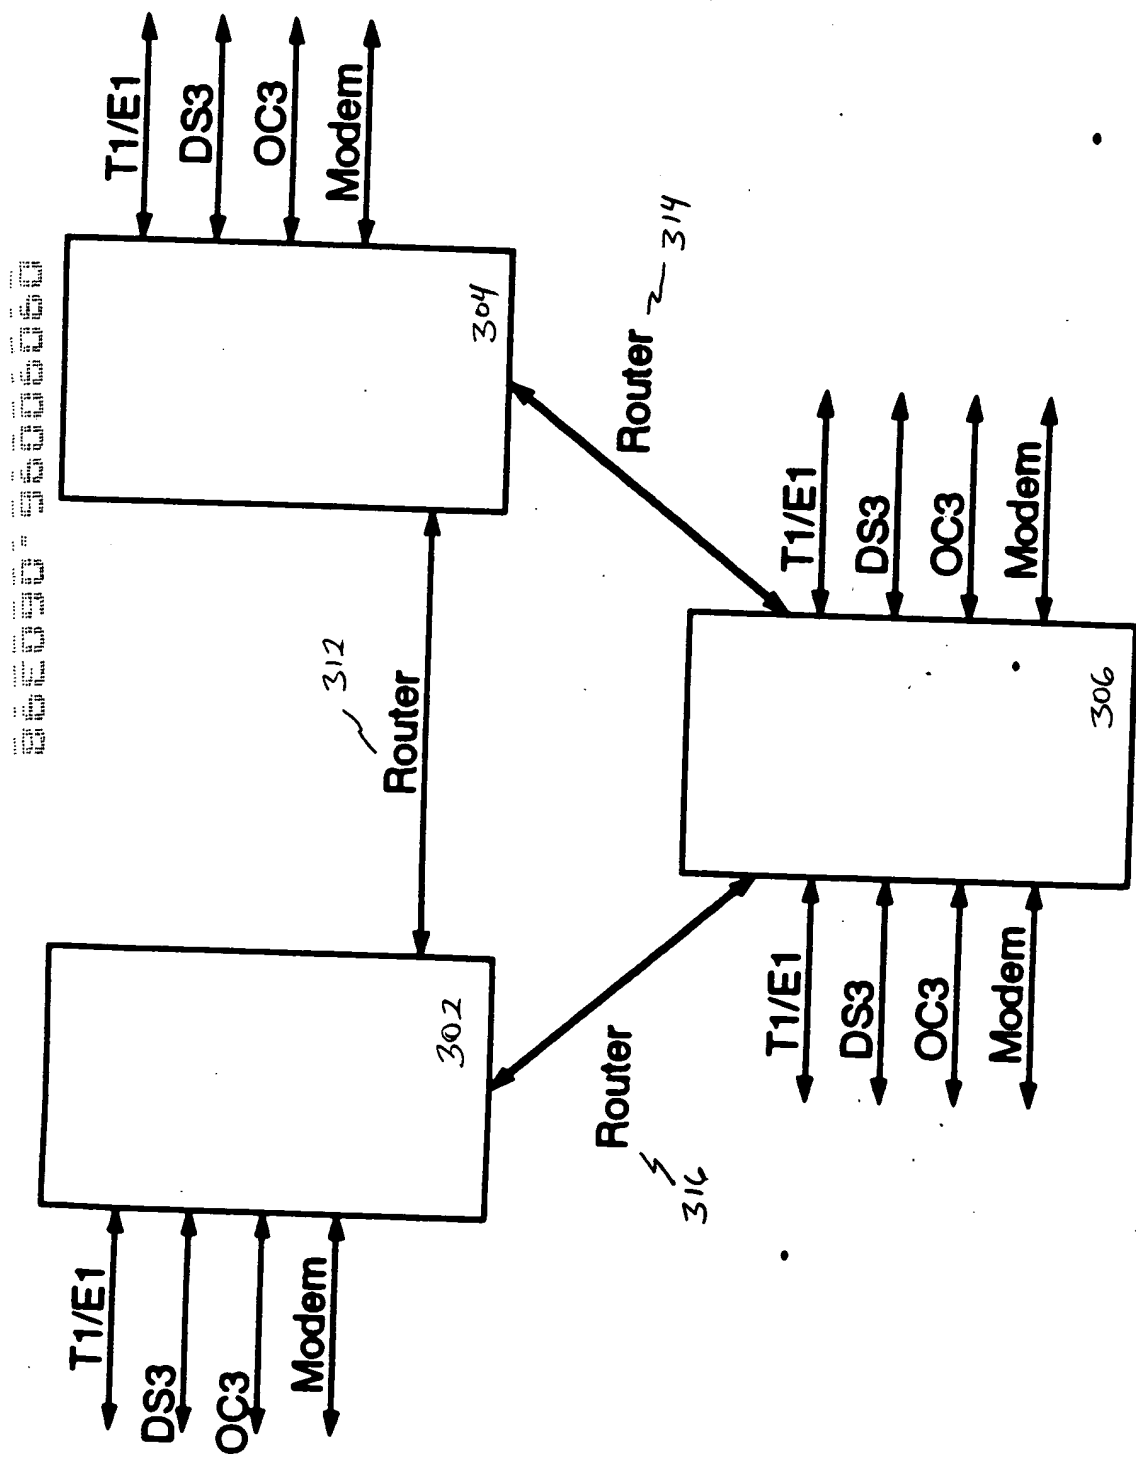 T1/E1
DS3
OC3
Modem
302
312
Router
304
T1/E1
DS3
OC3
Modem
Router
316
Router
314
T1/E1
DS3
OC3
Modem
306
T1/E1
DS3
OC3
Modem